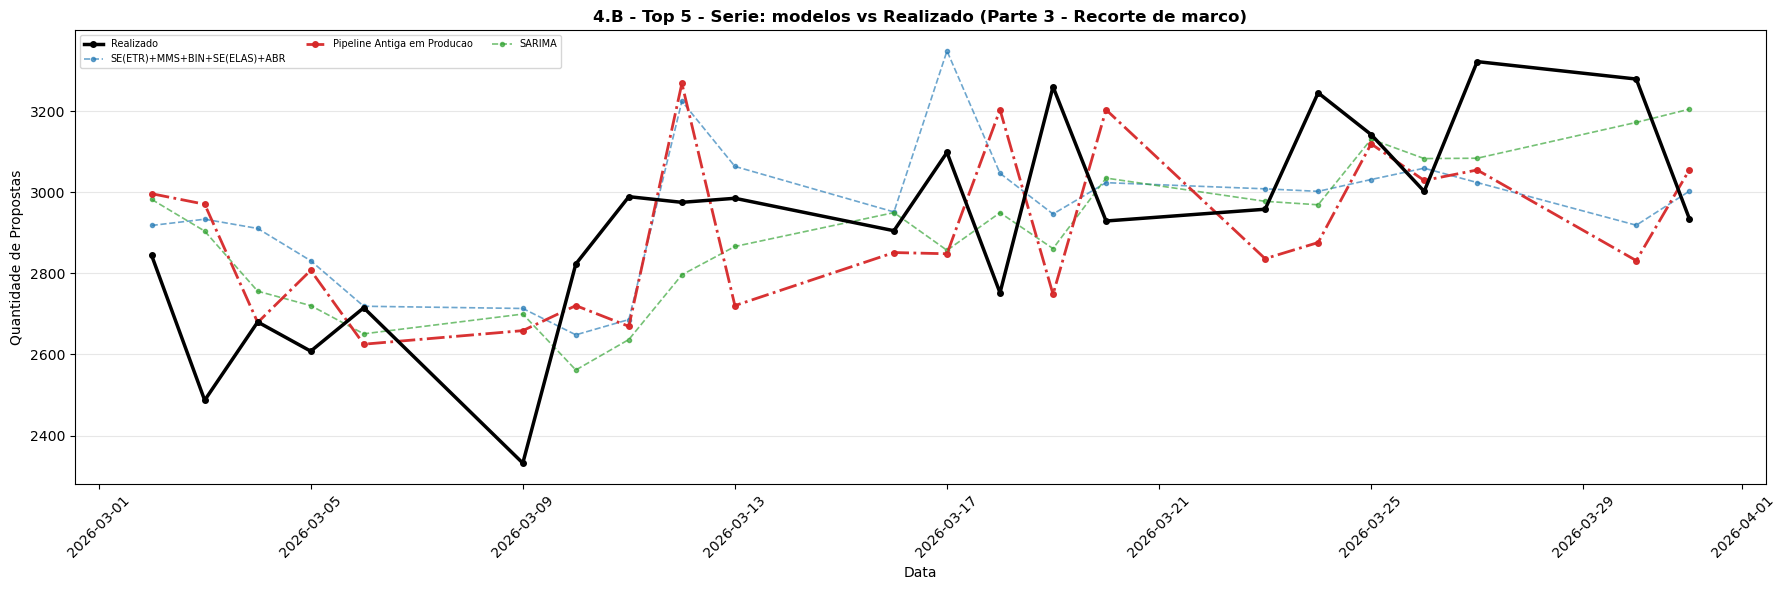 4.B - Top 5 - Serie: modelos vs Realizado (Parte 3 - Recorte de marco)
Realizado
SE(ETR)+MMS+BIN+SE(ELAS)+ABR
Pipeline Antiga em Producao
SARIMA
Quantidade de Propostas
3200
3000
2800
2600
2400
2026-03-01
2026-03-05
2026-03-09
2026-03-13
2026-03-17
2026-03-21
2026-03-25
2026-03-29
2026-04-01
Data